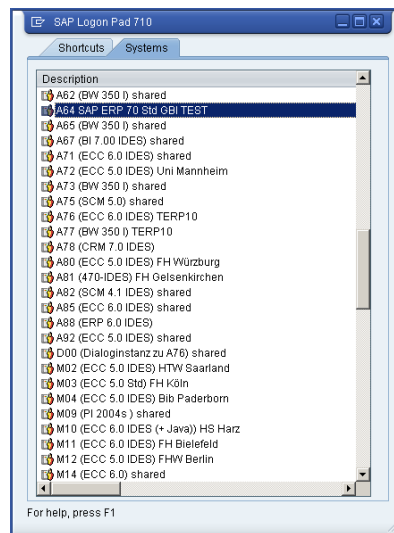 SAP Logon Pad 710
Shortcuts
Systems
Description
A62 (BW 350 I) shared
A64 SAP ERP 70 Std GBI TEST
A65 (BW 350 I) shared
A67 (BI 7.00 IDES) shared
A71 (ECC 6.0 IDES) shared
A72 (ECC 5.0 IDES) Uni Mannheim
A73 (BW 350 I) shared
A75 (SCM 5.0) shared
A76 (ECC 6.0 IDES) TERP10
A77 (BW 350 I) TERP10
A78 (CRM 7.0 IDES)
A80 (ECC 5.0 IDES) FH Würzburg
A81 (470-IDES) FH Gelsenkirchen
A82 (SCM 4.1 IDES) shared
A85 (ECC 6.0 IDES) shared
A88 (ERP 6.0 IDES)
A92 (ECC 5.0 IDES) shared
D00 (Dialoginstanz zu A76) shared
M02 (ECC 5.0 IDES) HTW Saarland
M03 (ECC 5.0 Std) FH Köln
M04 (ECC 5.0 IDES) Bib Paderborn
M09 (PI 2004s ) shared
M10 (ECC 6.0 IDES (+ Java)) HS Harz
M11 (ECC 6.0 IDES) FH Bielefeld
M12 (ECC 5.0 IDES) FHW Berlin
M14 (ECC 6.0) shared
For help, press F1